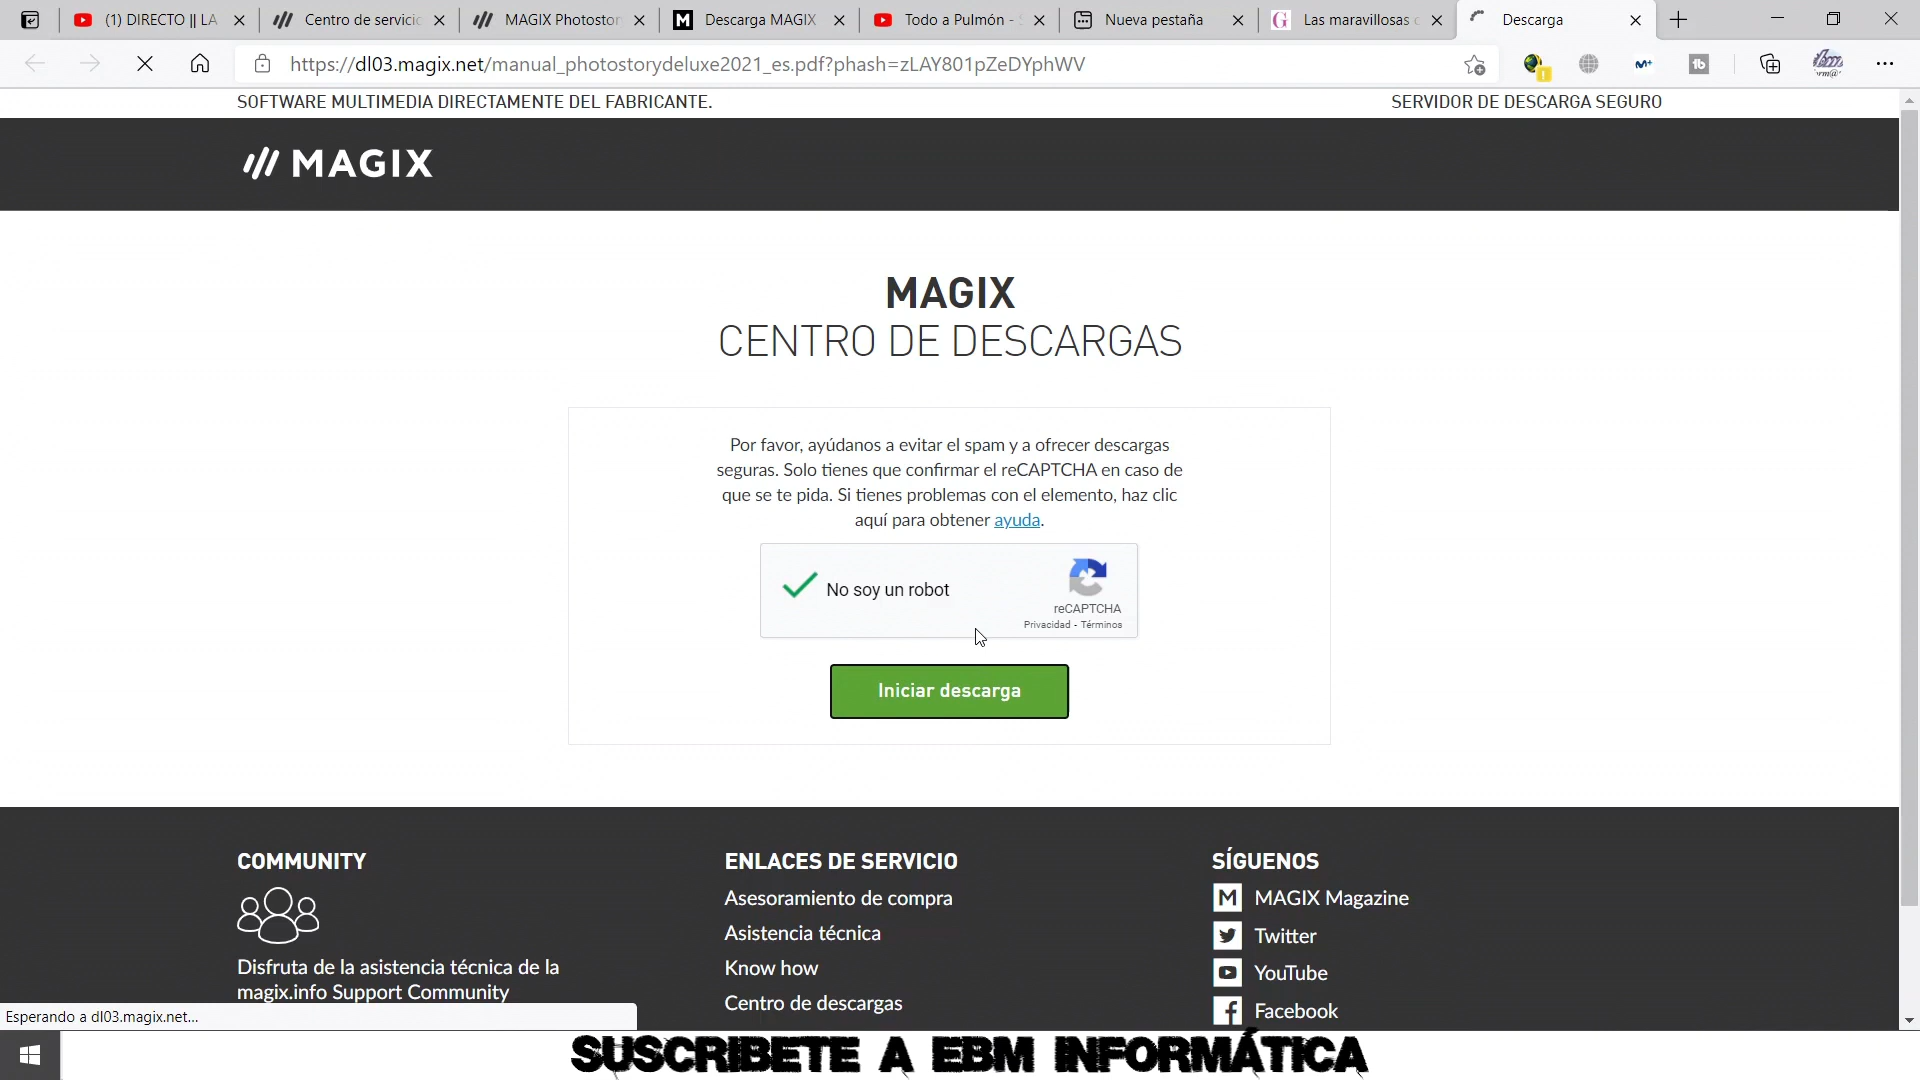 (1) DIRECTO || LA
Centro de servicio
MAGIX Photostor
Descarga MAGIX
Todo a Pulmón -
Nueva pestaña
Las maravillosas
Descarga
https://dl03.magix.net/manual_photostorydeluxe2021_es.pdf?phash=zLAY801pZeDYphWV
SOFTWARE MULTIMEDIA DIRECTAMENTE DEL FABRICANTE.
SERVIDOR DE DESCARGA SEGURO
MAGIX
MAGIX
CENTRO DE DESCARGAS
Por favor, ayúdanos a evitar el spam y a ofrecer descargas
seguras. Solo tienes que confirmar el reCAPTCHA en caso de
que se te pida. Si tienes problemas con el elemento, haz clic
aquí para obtener ayuda.
No soy un robot
reCAPTCHA
Privacidad - Términos
Iniciar descarga
COMMUNITY
Disfruta de la asistencia técnica de la
magix.info Support Community
ENLACES DE SERVICIO
Asesoramiento de compra
Asistencia técnica
Know how
Centro de descargas
SÍGUENOS
MAGIX Magazine
Twitter
YouTube
Facebook
Esperando a dl03.magix.net...
SUSCRIBETE A EBM INFORMÁTICA